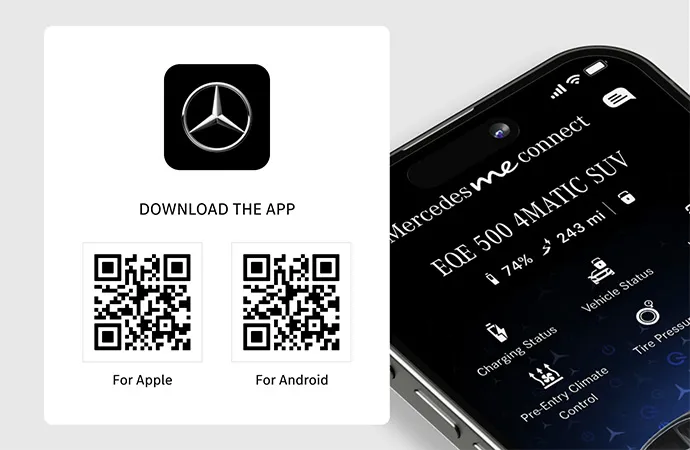 DOWNLOAD THE APP
For Apple
For Android
Mercedes me connect
EQE 500 4MATIC SUV
74% 243 mi
Charging Status
Vehicle Status
Pre-Entry Climate
Control
Tire Pressu